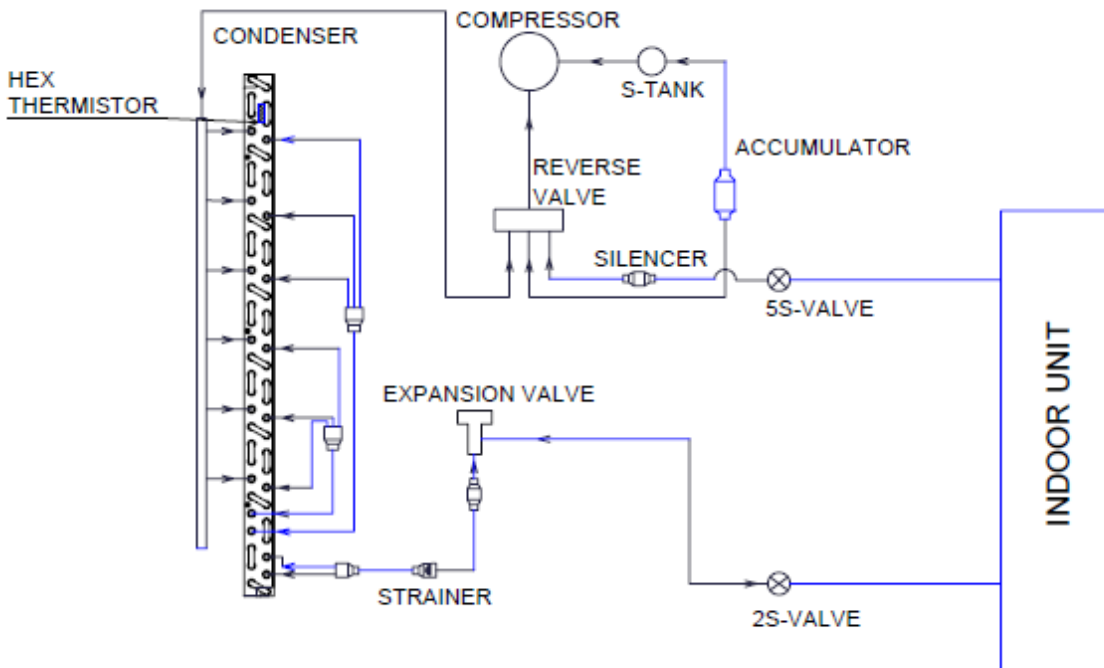 COMPRESSOR
CONDENSER
HEX
THERMISTOR
S-TANK
ACCUMULATOR
REVERSE
VALVE
SILENCER
5S-VALVE
EXPANSION VALVE
INDOOR UNIT
STRAINER
2S-VALVE